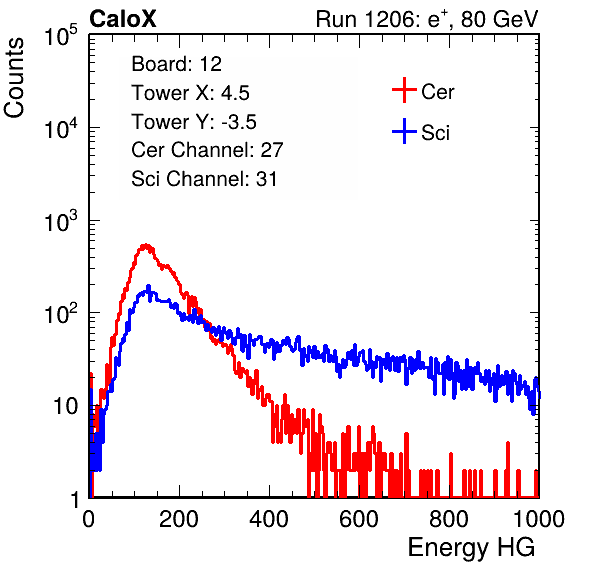 CaloX Run 1206: e⁺, 80 GeV
Counts
10⁵
10⁴
10³
10²
10
1
Board: 12
Tower X: 4.5
Tower Y: -3.5
Cer Channel: 27
Sci Channel: 31
Cer
Sci
0 200 400 600 800 1000
Energy HG